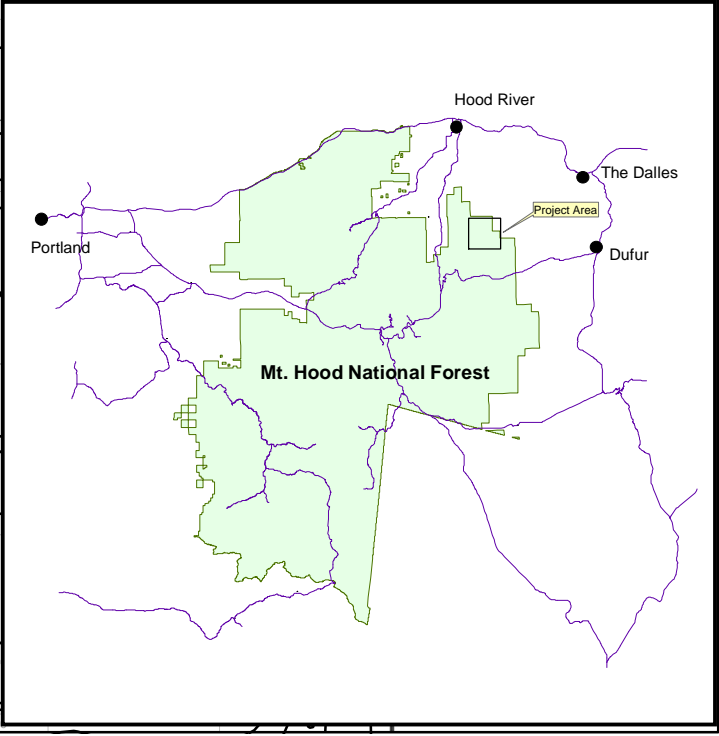 Hood River
The Dalles
Project Area
Portland
Dufur
Mt. Hood National Forest